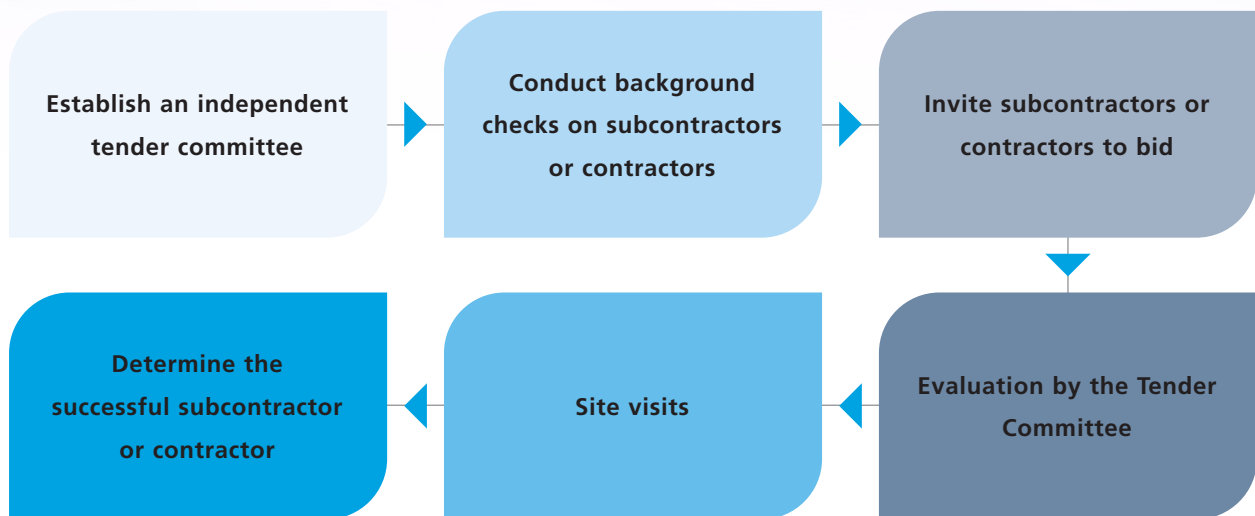 Establish an independent
tender committee
Conduct background
checks on subcontractors
or contractors
Invite subcontractors or
contractors to bid
Evaluation by the Tender
Committee
Site visits
Determine the
successful subcontractor
or contractor